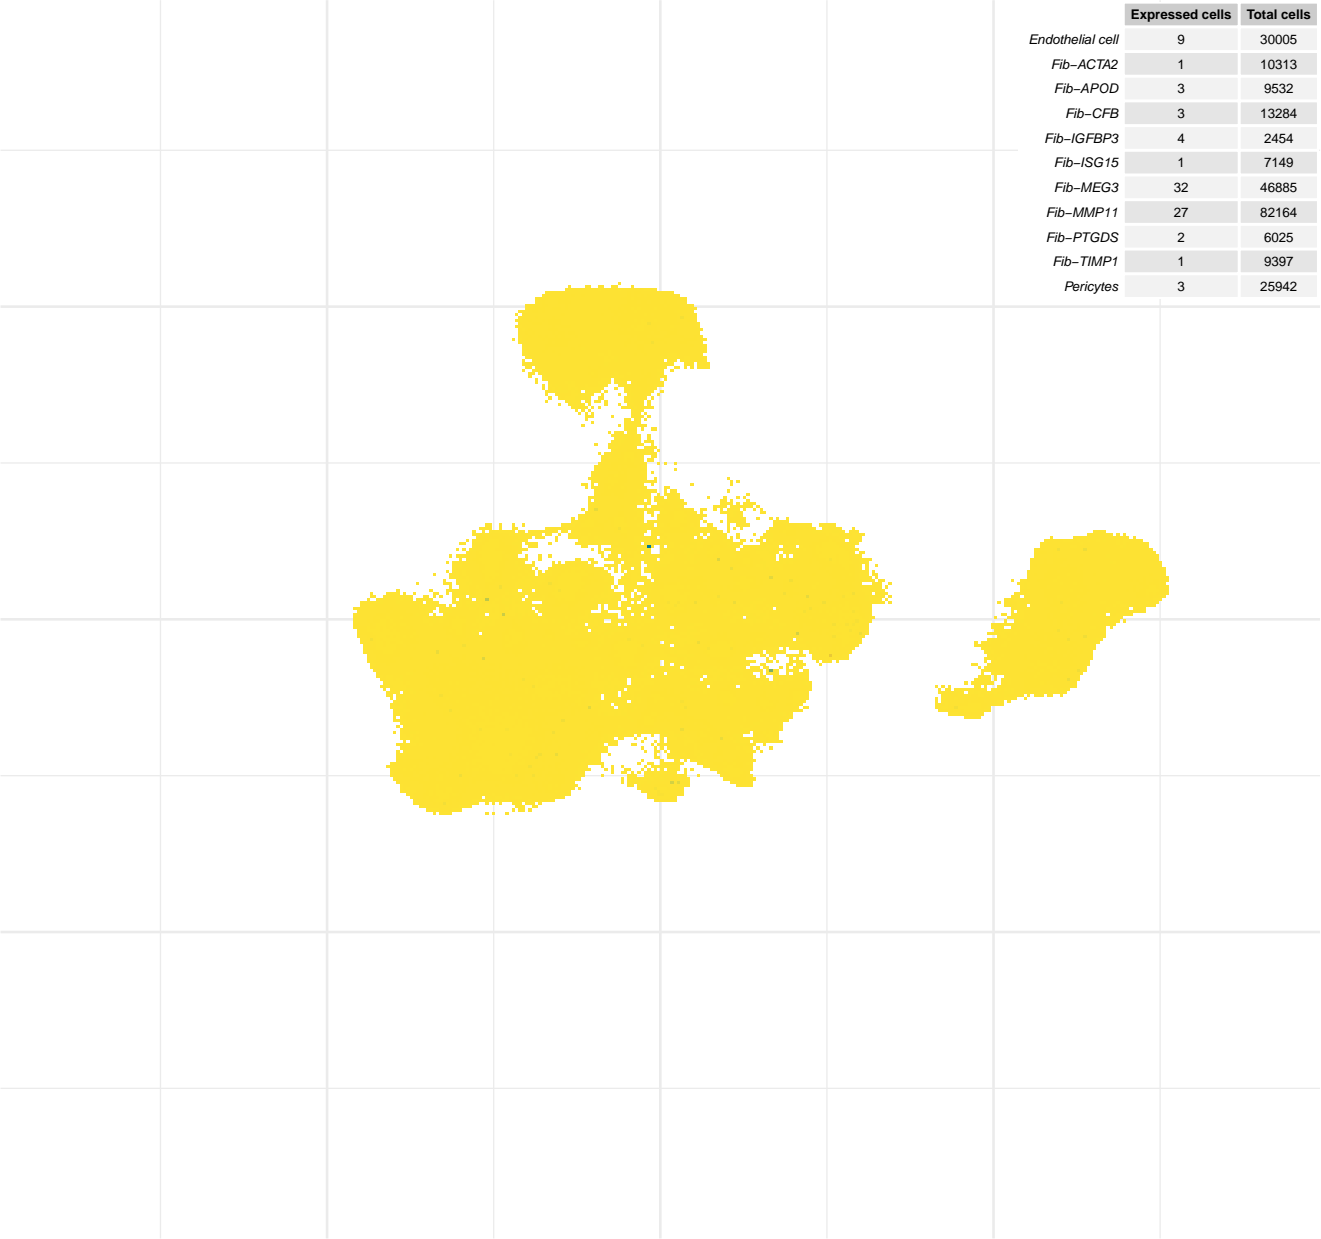 Expressed cells Total cells
Endothelial cell 9 30005
Fib−ACTA2 1 10313
Fib−APOD 3 9532
Fib−CFB 3 13284
Fib−IGFBP3 4 2454
Fib−ISG15 1 7149
Fib−MEG3 32 46885
Fib−MMP11 27 82164
Fib−PTGDS 2 6025
Fib−TIMP1 1 9397
Pericytes 3 25942